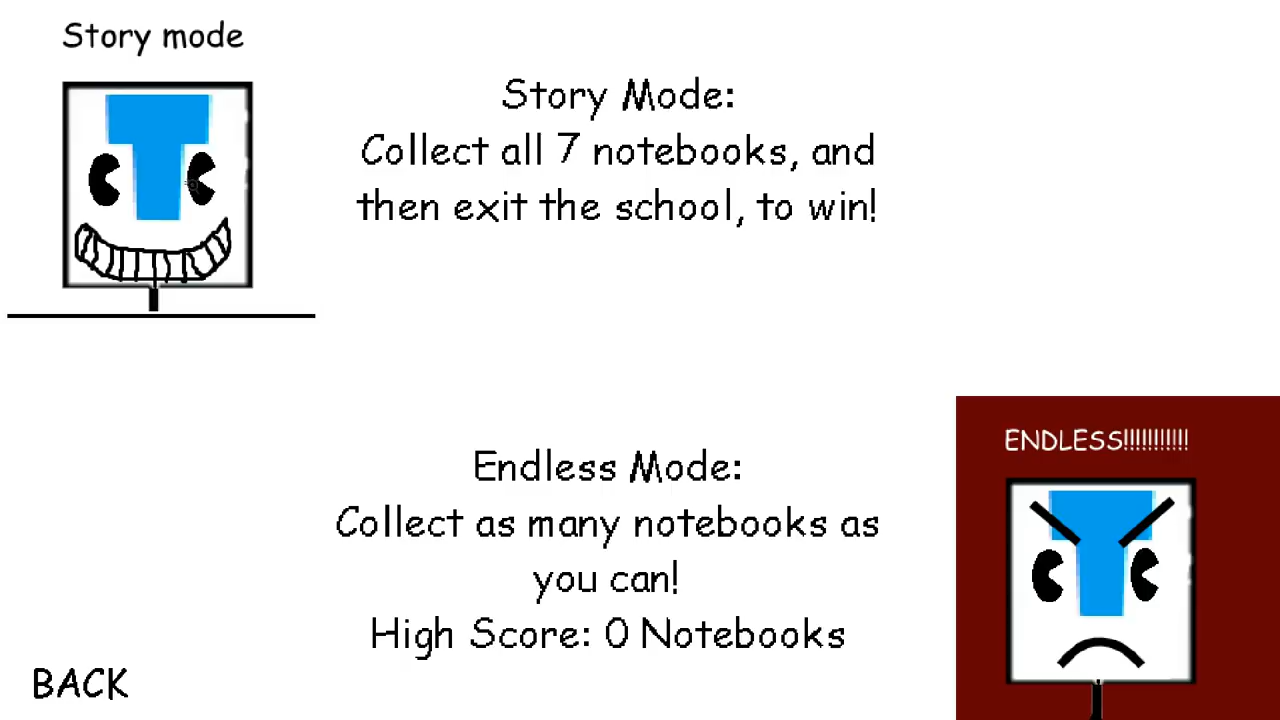 Story mode
T
Story Mode:
Collect all 7 notebooks, and
then exit the school, to win!
Endless Mode:
Collect as many notebooks as
you can!
High Score: 0 Notebooks
ENDLESS!!!!!!!!!!!
T
BACK